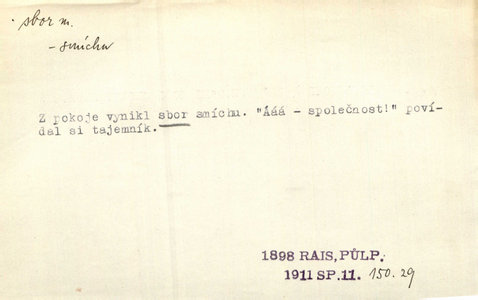 · sbor m.
– smíchu
Z pokoje vynikl sbor smíchu. "Ááá - společnost!" poví-
dal si tajemník.
1898 RAIS, PŮLP.
1911 SP. 11. 150.29